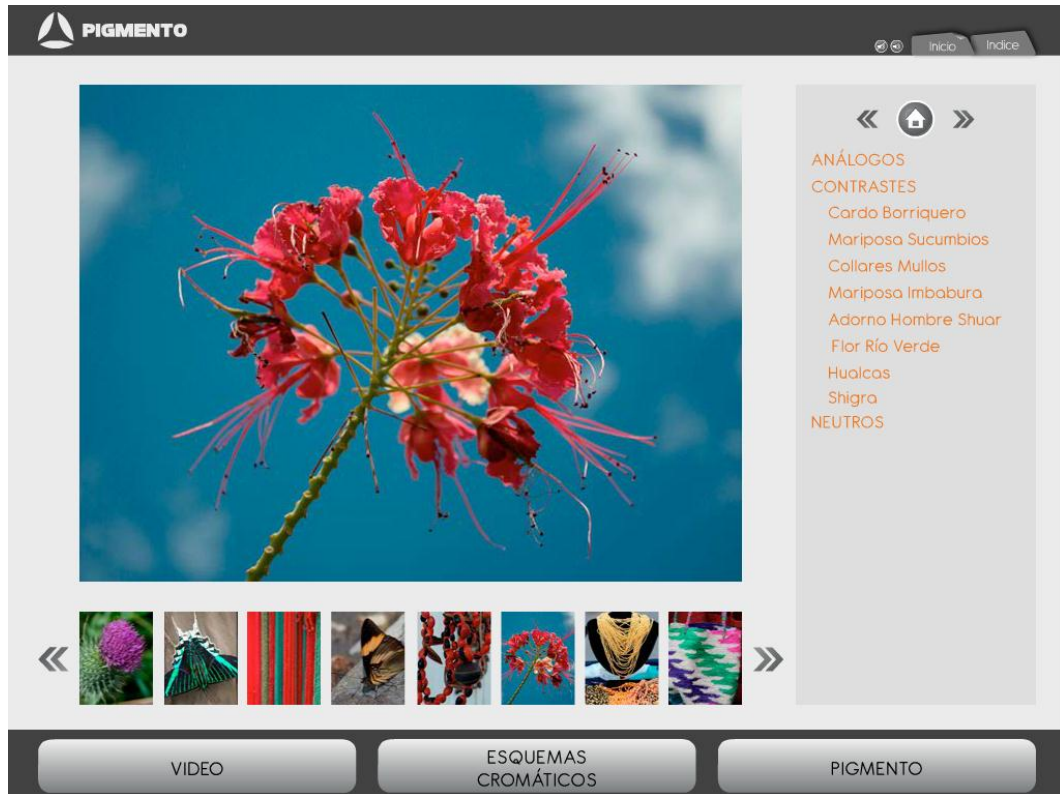 PIGMENTO
Inicio
Indice
ANÁLOGOS
CONTRASTES
Cardo Borriquero
Mariposa Sucumbios
Collares Mullos
Mariposa Imbabura
Adorno Hombre Shuar
Flor Río Verde
Hualcas
Shigra
NEUTROS
VIDEO
ESQUEMAS
CROMÁTICOS
PIGMENTO